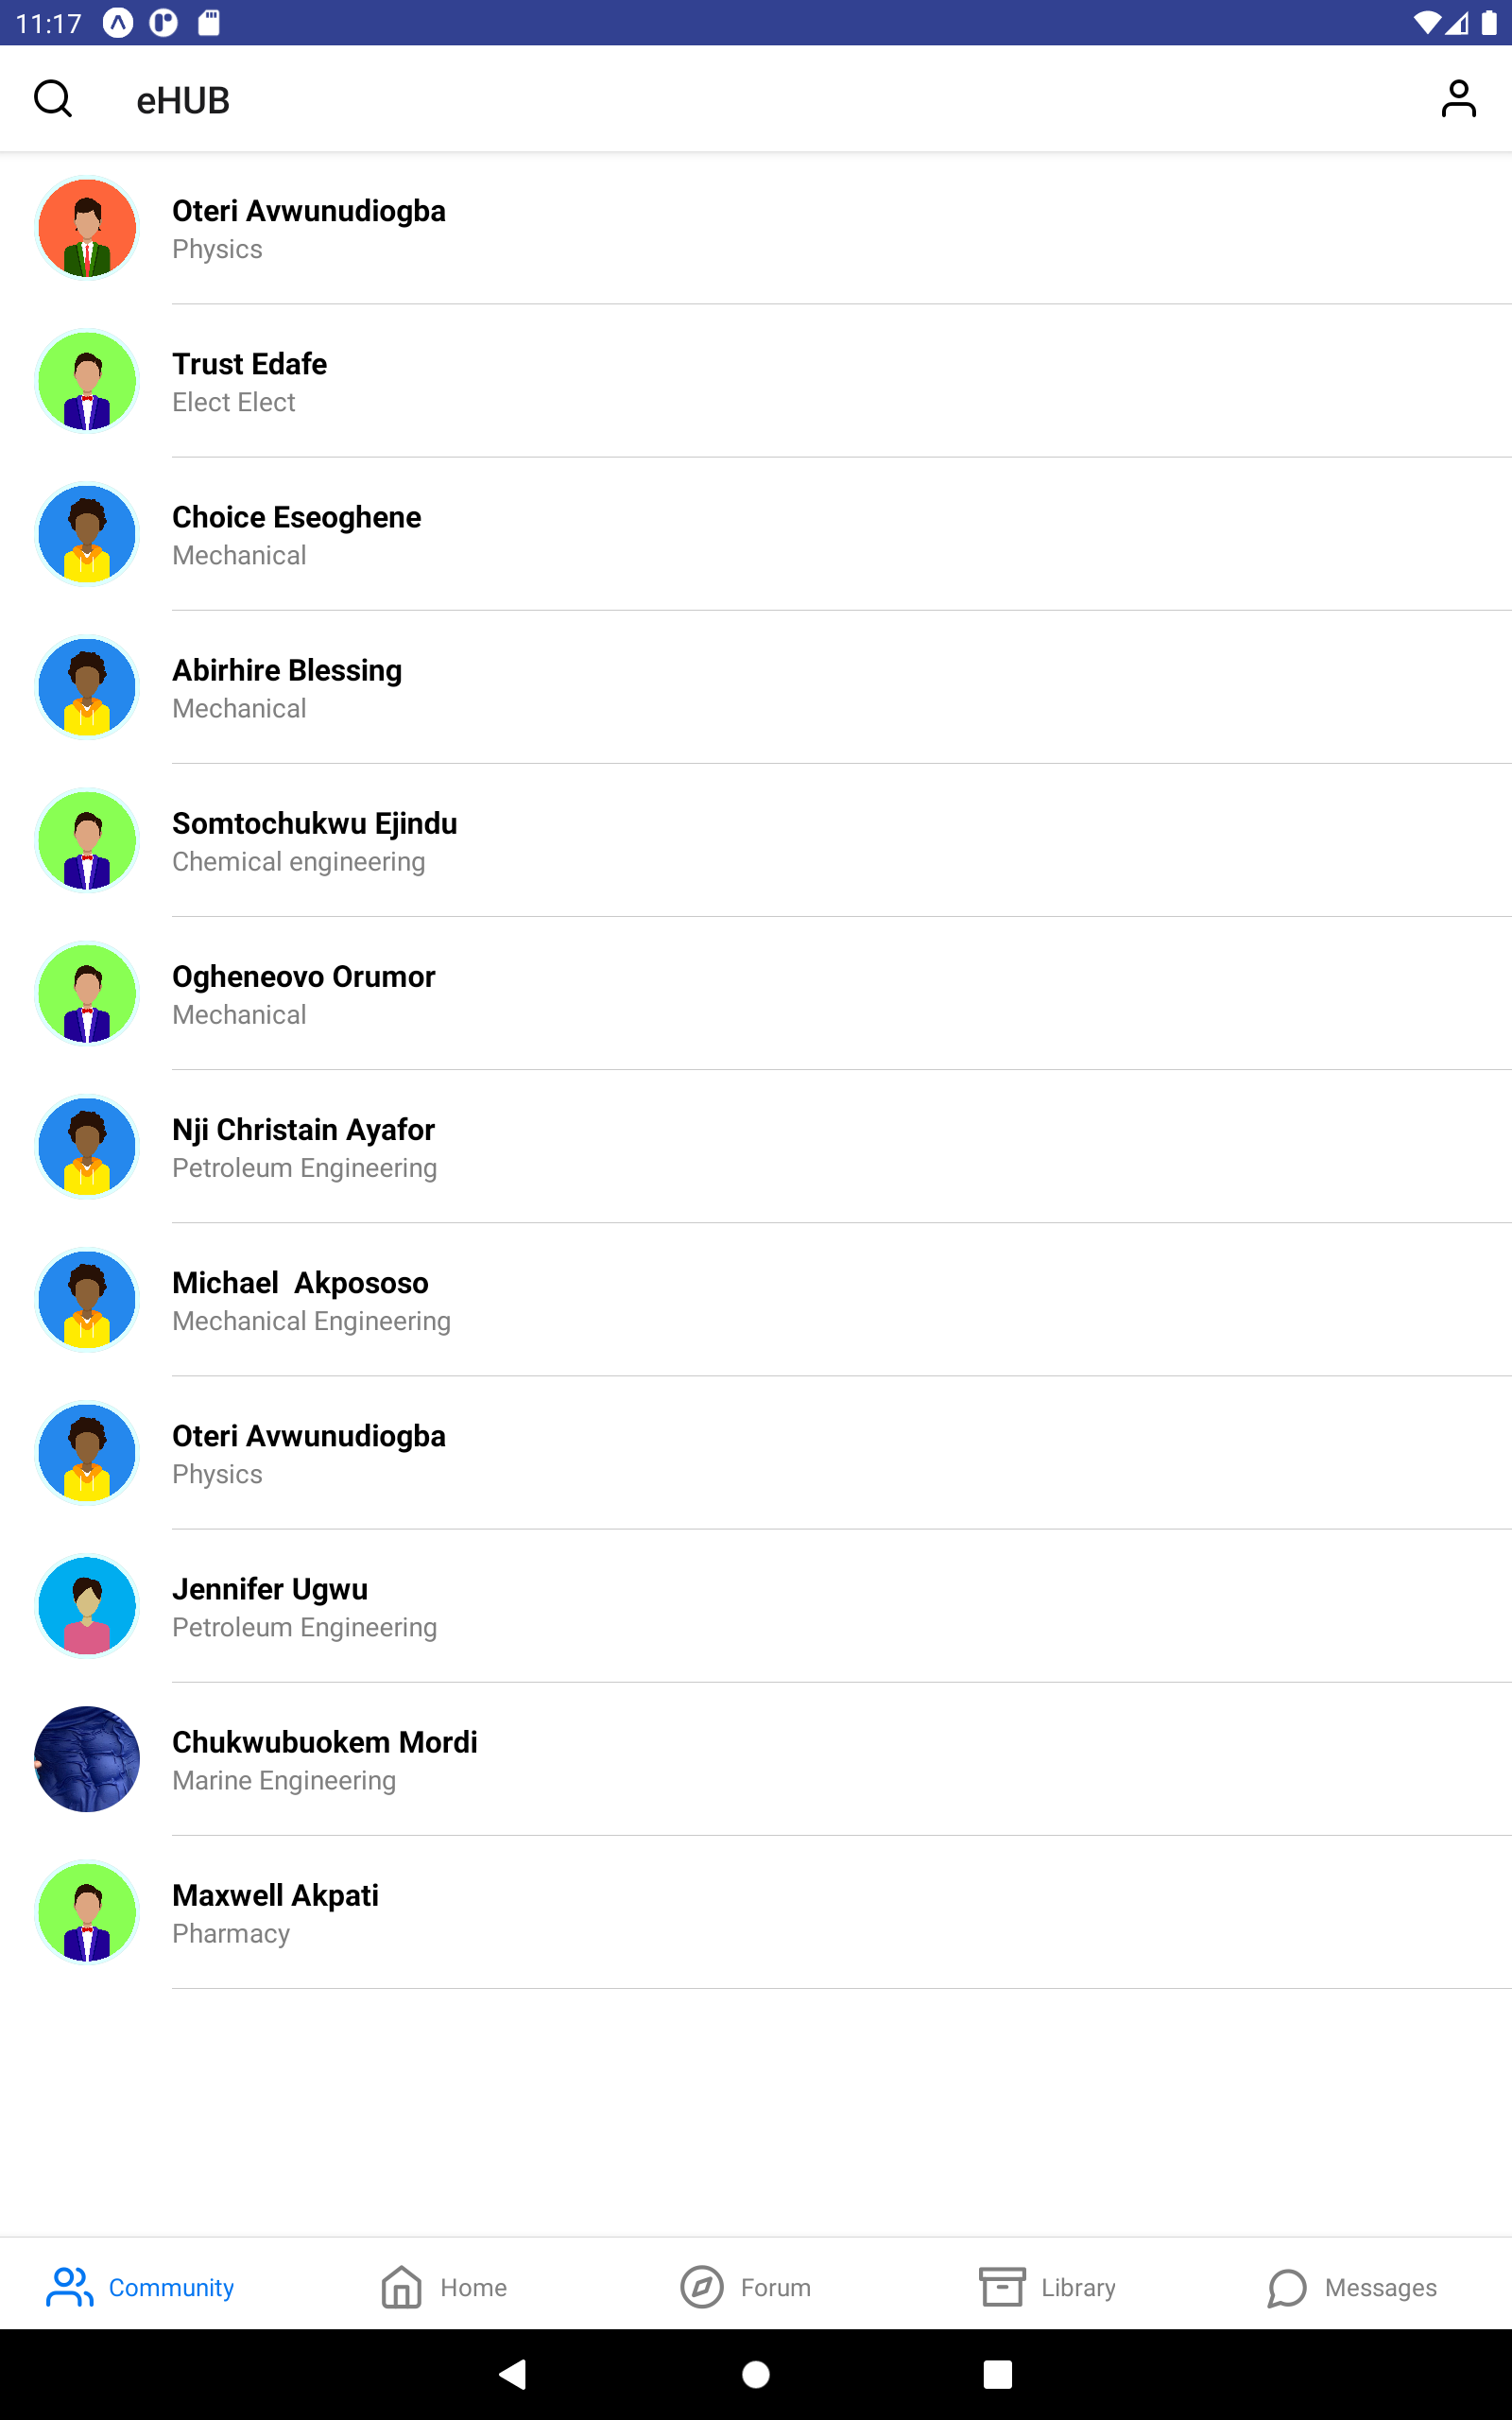 11:17
eHUB
Oteri Avwunudiogba
Physics
Trust Edafe
Elect Elect
Choice Eseoghene
Mechanical
Abirhire Blessing
Mechanical
Somtochukwu Ejindu
Chemical engineering
Ogheneovo Orumor
Mechanical
Nji Christain Ayafor
Petroleum Engineering
Michael  Akpososo
Mechanical Engineering
Oteri Avwunudiogba
Physics
Jennifer Ugwu
Petroleum Engineering
Chukwubuokem Mordi
Marine Engineering
Maxwell Akpati
Pharmacy
Community Home Forum Library Messages